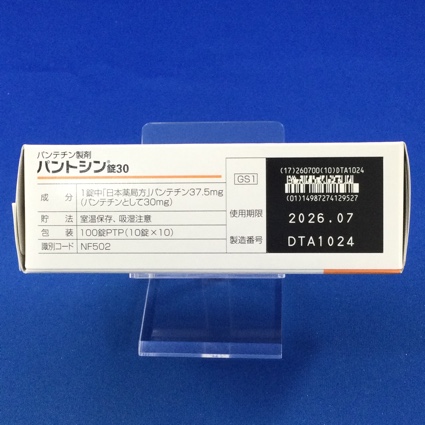 パンテチン製剤
パントシン®錠30
成分 1錠中「日本薬局方」パンテチン37.5mg
(パンテチンとして30mg)
貯法 室温保存、吸湿注意
包装 100錠PTP(10錠×10)
識別コード NF502
GS1
(17)260700(10)DTA1024
(01)14987274129527
使用期限 2026.07
製造番号 DTA1024